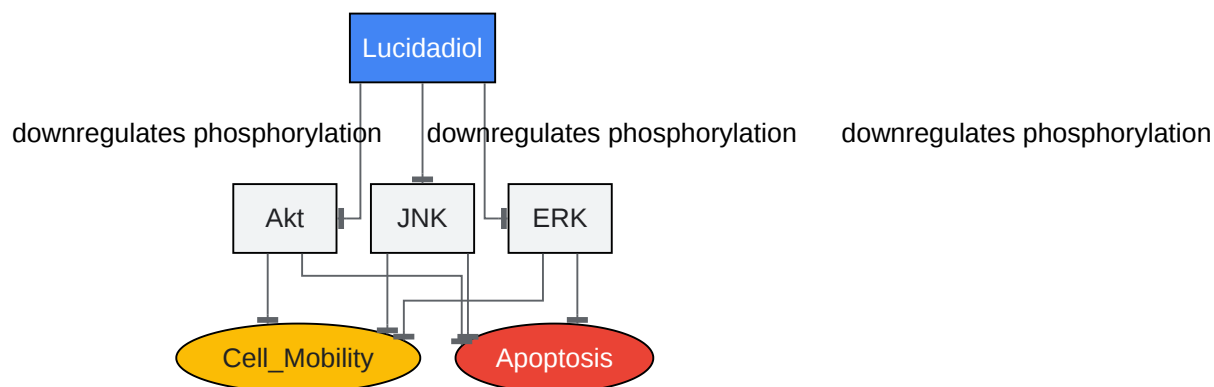 Lucidadiol
downregulates phosphorylation downregulates phosphorylation downregulates phosphorylation
Akt JNK ERK
Cell_Mobility Apoptosis